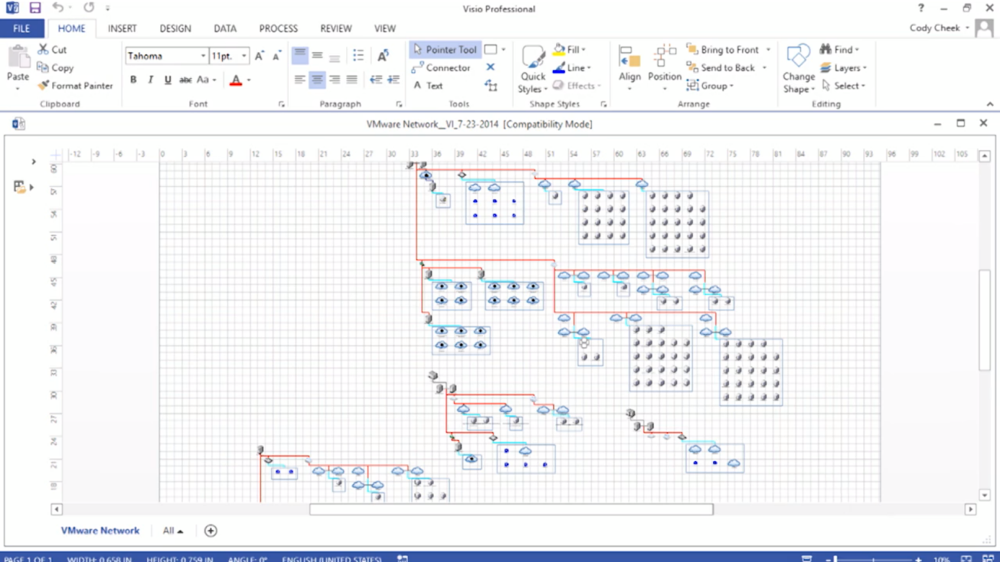 Visio Professional
? 
FILE HOME INSERT DESIGN DATA PROCESS REVIEW VIEW Cody Cheek
Cut
Copy
Format Painter
Paste
Clipboard
Tahoma 11pt. A A
B I U abc Aa A
Font
Paragraph
Pointer Tool
Connector
A Text
Tools
Quick Styles
Fill
Line
Effects
Shape Styles
Align
Position
Bring to Front
Send to Back
Group
Arrange
Change Shape
Find
Layers
Select
Editing
VMware Network__VI_7-23-2014 [Compatibility Mode]
-12 -9 -6 -3 0 3 6 9 12 15 18 21 24 27 30 33 36 39 42 45 48 51 54 57 60 63 66 69 72 75 78 81 84 87 90 93 96 99 102 105
60
57
54
51
48
45
42
39
36
33
30
27
24
21
18
VMware Network All
PAGE 1 OF 1 WIDTH: 0.658 IN. HEIGHT: 0.759 IN. ANGLE: 0° ENGLISH (UNITED STATES) 10%